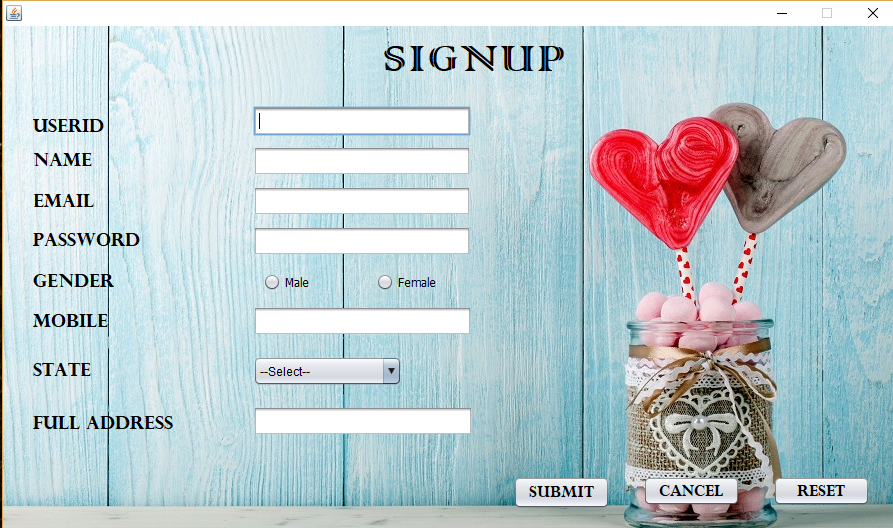 SIGNUP
USERID
NAME
EMAIL
PASSWORD
GENDER Male Female
MOBILE
STATE --Select--
FULL ADDRESS
SUBMIT CANCEL RESET